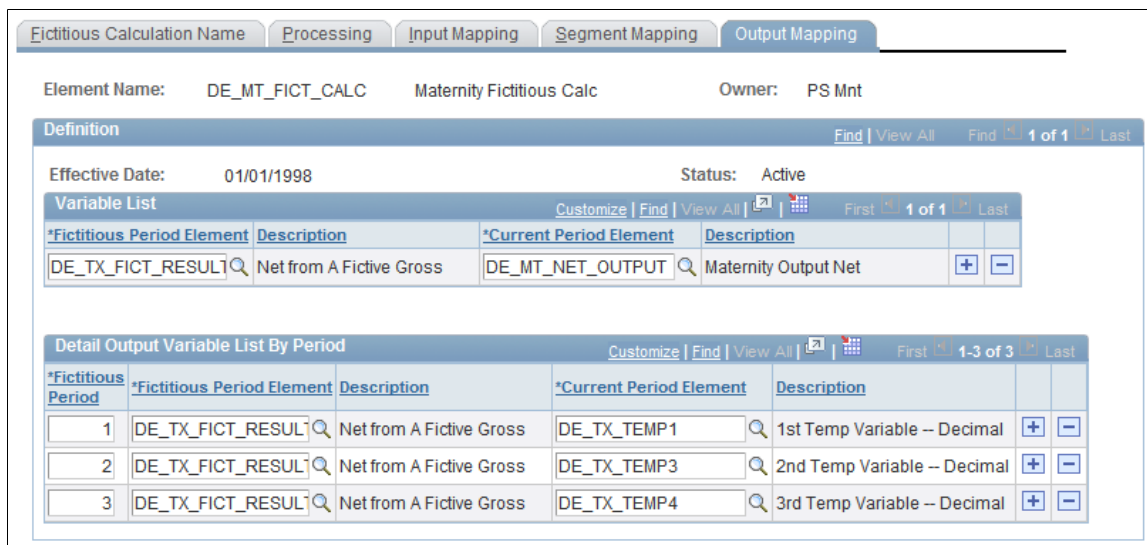 Fictitious Calculation Name Processing Input Mapping Segment Mapping Output Mapping
Element Name: DE_MT_FICT_CALC Maternity Fictitious Calc Owner: PS Mnt
Definition Find | View All Find 1 of 1 Last
Effective Date: 01/01/1998 Status: Active
Variable List Customize | Find | View All | | First 1 of 1 Last
*Fictitious Period Element Description *Current Period Element Description
DE_TX_FICT_RESULT Net from A Fictive Gross DE_MT_NET_OUTPUT Maternity Output Net
Detail Output Variable List By Period Customize | Find | View All | | First 1-3 of 3 Last
*Fictitious Period *Fictitious Period Element Description *Current Period Element Description
1 DE_TX_FICT_RESULT Net from A Fictive Gross DE_TX_TEMP1 1st Temp Variable -- Decimal
2 DE_TX_FICT_RESULT Net from A Fictive Gross DE_TX_TEMP3 2nd Temp Variable -- Decimal
3 DE_TX_FICT_RESULT Net from A Fictive Gross DE_TX_TEMP4 3rd Temp Variable -- Decimal